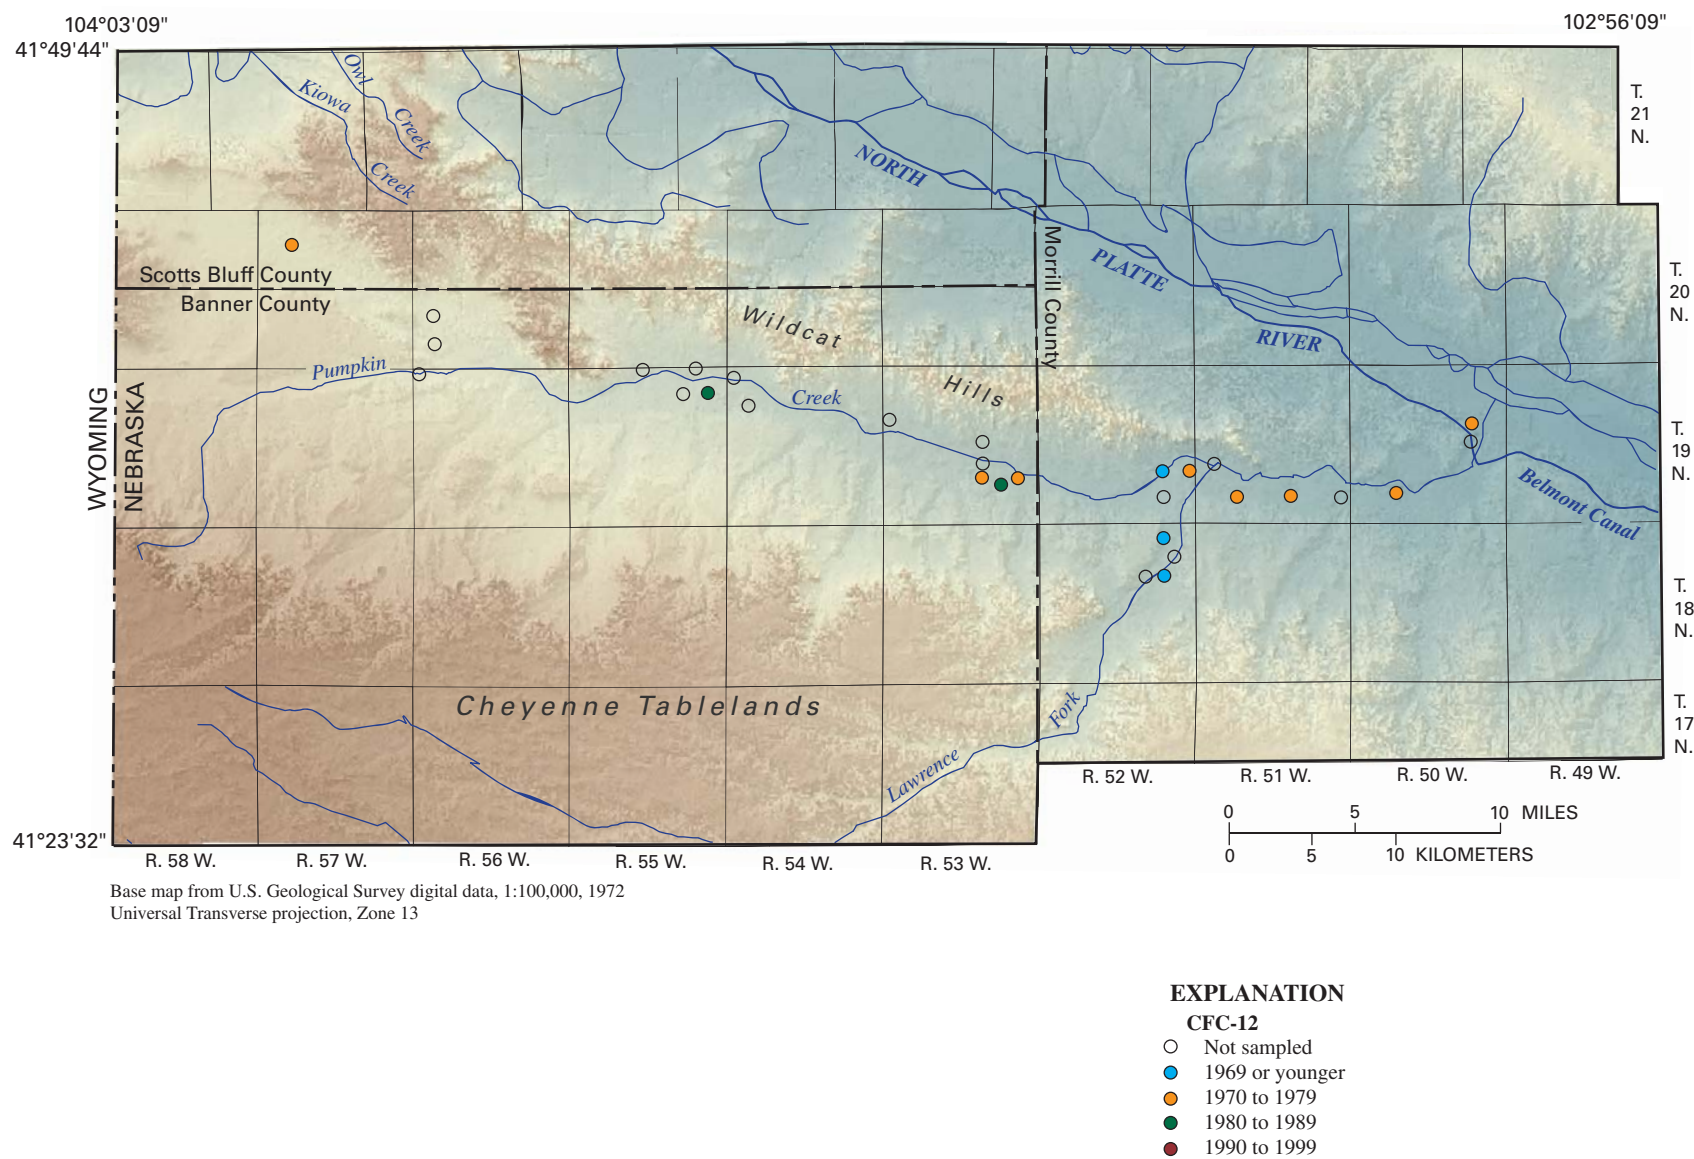 104°03'09"
102°56'09"
41°49'44"
Owl
Creek
Kiowa
Creek
T.
21
N.
NORTH
PLATTE
RIVER
Scotts Bluff County
Banner County
Morrill County
T.
20
N.
Wildcat
Hills
Pumpkin
Creek
WYOMING
NEBRASKA
T.
19
N.
Belmont Canal
T.
18
N.
Cheyenne Tablelands
Lawrence
Fork
T.
17
N.
R. 52 W.
R. 51 W.
R. 50 W.
R. 49 W.
0
5
10 MILES
0
5
10 KILOMETERS
41°23'32"
R. 58 W.
R. 57 W.
R. 56 W.
R. 55 W.
R. 54 W.
R. 53 W.
Base map from U.S. Geological Survey digital data, 1:100,000, 1972
Universal Transverse projection, Zone 13
EXPLANATION
CFC-12
Not sampled
1969 or younger
1970 to 1979
1980 to 1989
1990 to 1999